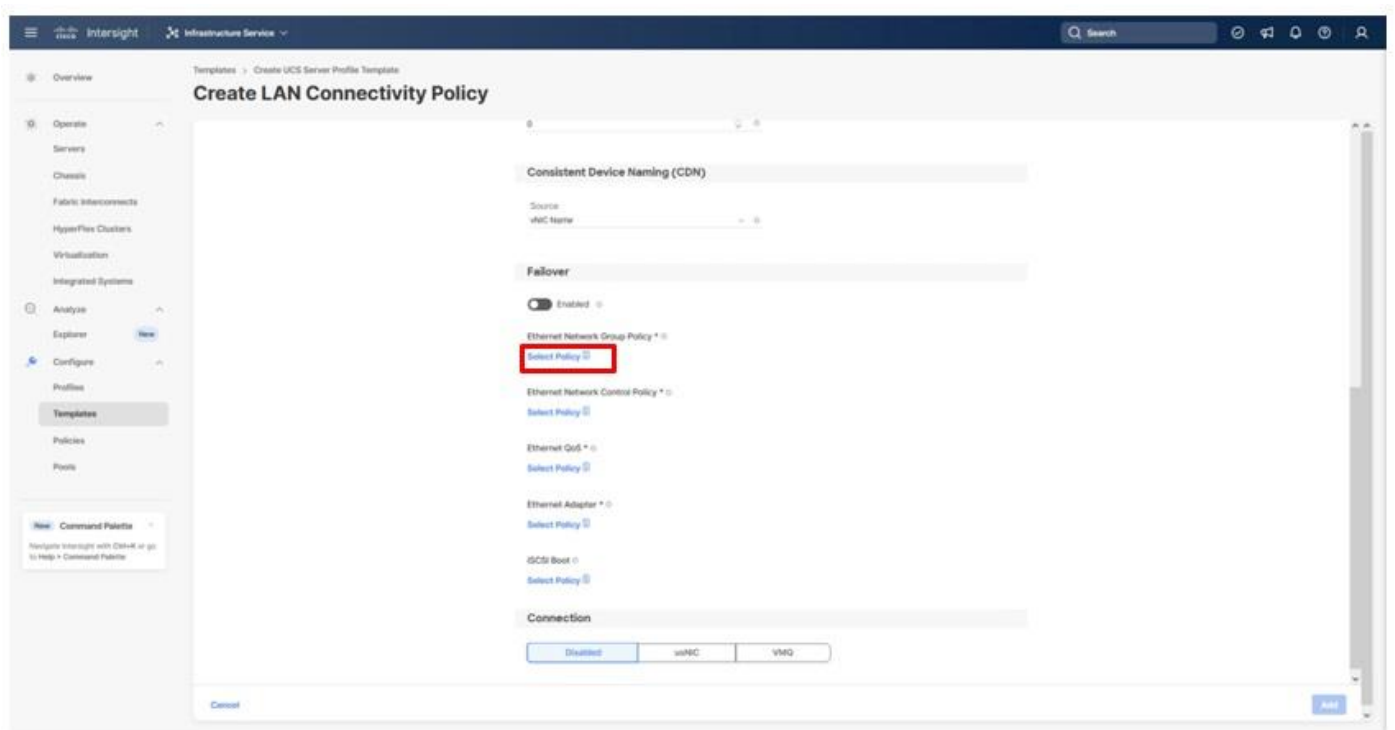 cisco Intersight
Infrastructure Service
Search
Overview
Operate
Servers
Chassis
Fabric Interconnects
HyperFlex Clusters
Virtualization
Integrated Systems
Analyze
Explorer New
Configure
Profiles
Templates
Policies
Pools
New Command Palette
Navigate Intersight with Ctrl+K or go
to Help > Command Palette
Templates > Create UCS Server Profile Template
Create LAN Connectivity Policy
0
Consistent Device Naming (CDN)
Source
vNIC Name
Failover
Enabled
Ethernet Network Group Policy *
Select Policy
Ethernet Network Control Policy *
Select Policy
Ethernet QoS *
Select Policy
Ethernet Adapter *
Select Policy
iSCSI Boot
Select Policy
Connection
Disabled usNIC VMQ
Cancel
Add